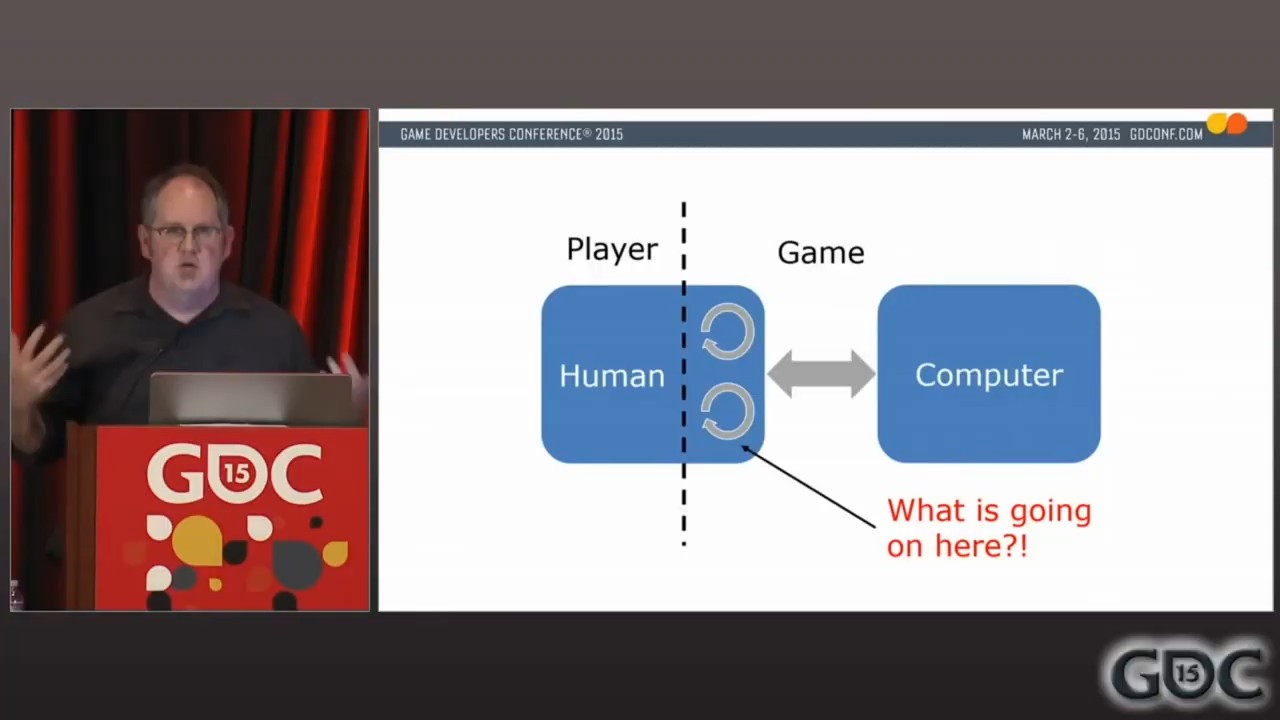 GAME DEVELOPERS CONFERENCE® 2015
MARCH 2-6, 2015 GDCONF.COM
Player
Game
Human
Computer
What is going
on here?!
GDC
15
GDC
15